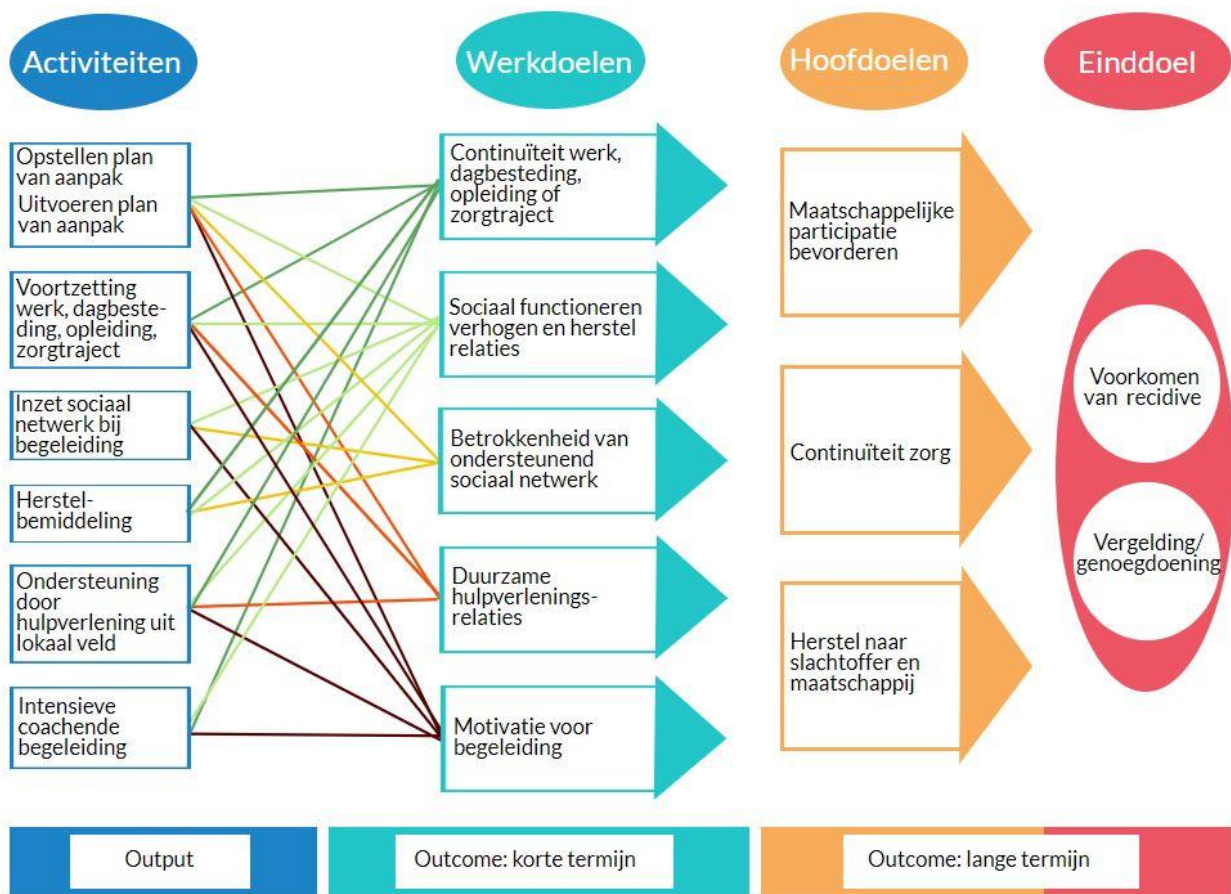 Activiteiten
Werkdoelen
Hoofdoelen
Einddoel
Opstellen plan
van aanpak
Uitvoeren plan
van aanpak
Voortzetting
werk, dagbeste-
ding, opleiding,
zorgtraject
Inzet sociaal
netwerk bij
begeleiding
Herstel-
bemiddeling
Ondersteuning
door
hulpverlening uit
lokaal veld
Intensieve
coachende
begeleiding
Continuïteit werk,
dagbesteding,
opleiding of
zorgtraject
Sociaal functioneren
verhogen en herstel
relaties
Betrokkenheid van
ondersteunend
sociaal netwerk
Duurzame
hulpverlenings-
relaties
Motivatie voor
begeleiding
Maatschappelijke
participatie
bevorderen
Continuïteit zorg
Herstel naar
slachtoffer en
maatschappij
Voorkomen
van recidive
Vergelding/
genoegdoening
Output
Outcome: korte termijn
Outcome: lange termijn